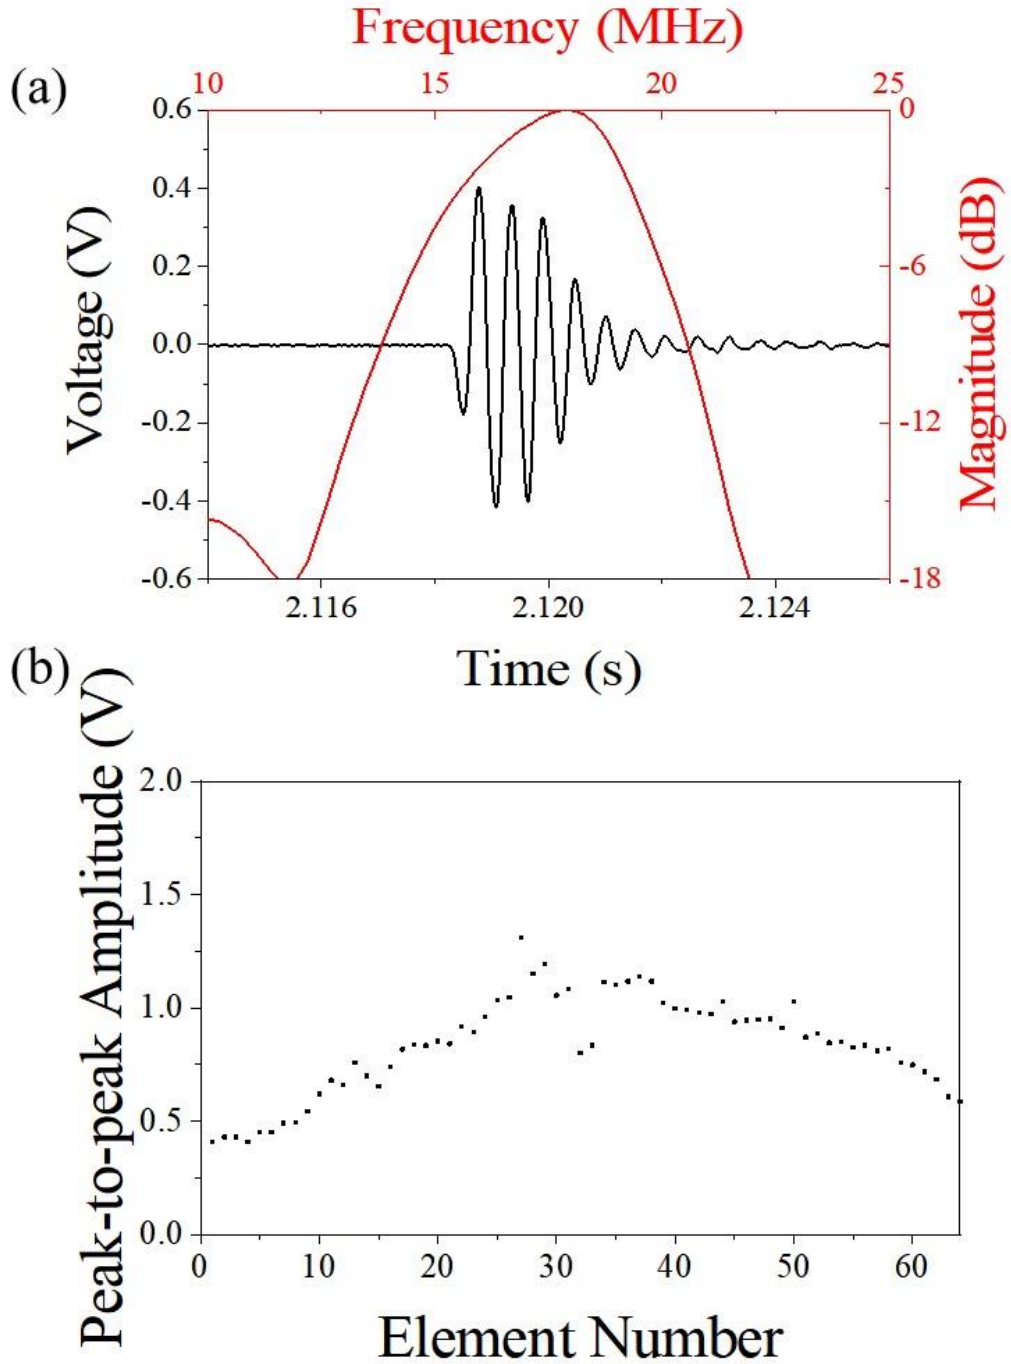 Frequency (MHz)
(a)
10 15 20 25
0.6 0
0.4
0.2 -6
0.0
-0.2 -12
-0.4
-0.6 -18
Voltage (V)
Magnitude (dB)
2.116 2.120 2.124
Time (s)
(b)
Peak-to-peak Amplitude (V)
2.0
1.5
1.0
0.5
0.0
0 10 20 30 40 50 60
Element Number